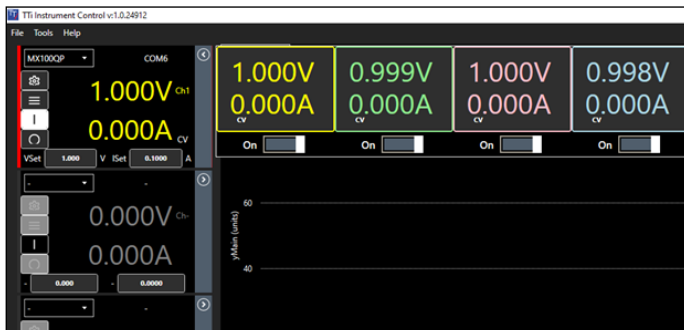 TTi Instrument Control v:1.0.24912
File Tools Help
MX100QP COM6
1.000V Ch1
0.000A CV
VSet 1.000 V ISet 0.1000 A
- -
0.000V Ch-
0.000A
- 0.000 - 0.0000
- -
1.000V 0.999V 1.000V 0.998V
0.000A 0.000A 0.000A 0.000A
CV CV CV CV
On On On On
60
40
yMain (units)